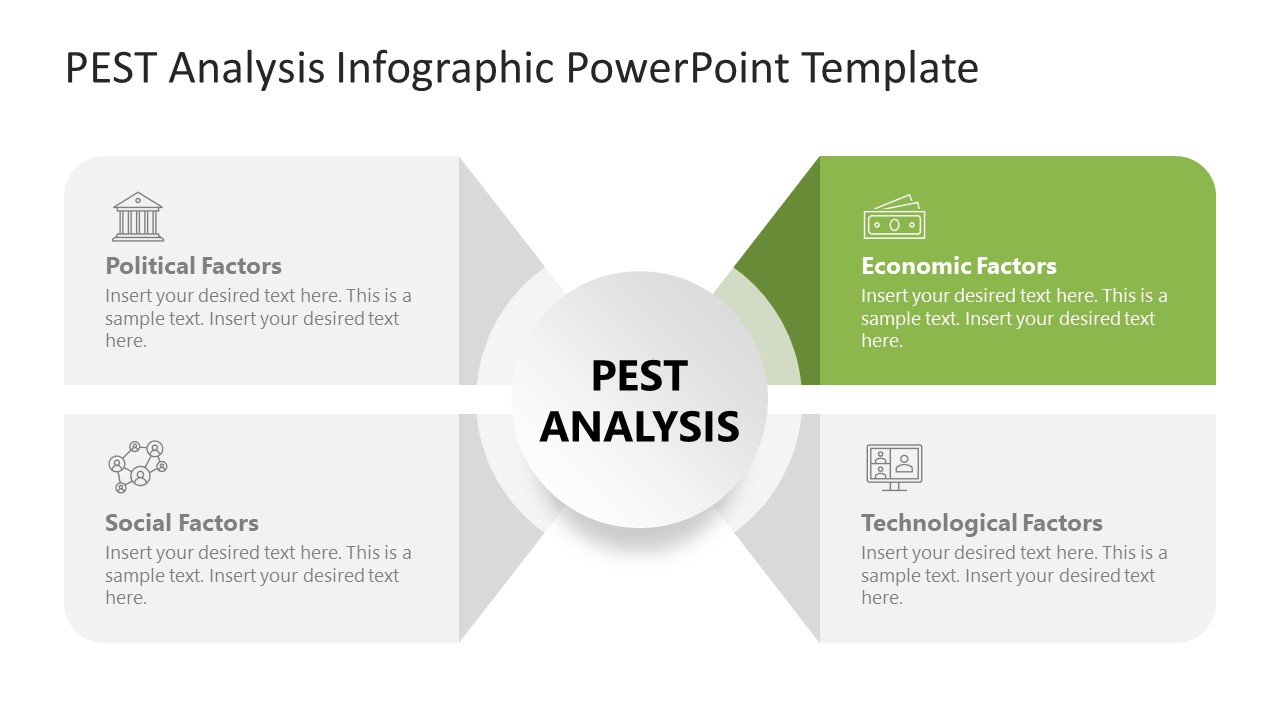 PEST Analysis Infographic PowerPoint Template
Political Factors
Insert your desired text here. This is a
sample text. Insert your desired text
here.
Economic Factors
Insert your desired text here. This is a
sample text. Insert your desired text
here.
PEST
ANALYSIS
Social Factors
Insert your desired text here. This is a
sample text. Insert your desired text
here.
Technological Factors
Insert your desired text here. This is a
sample text. Insert your desired text
here.